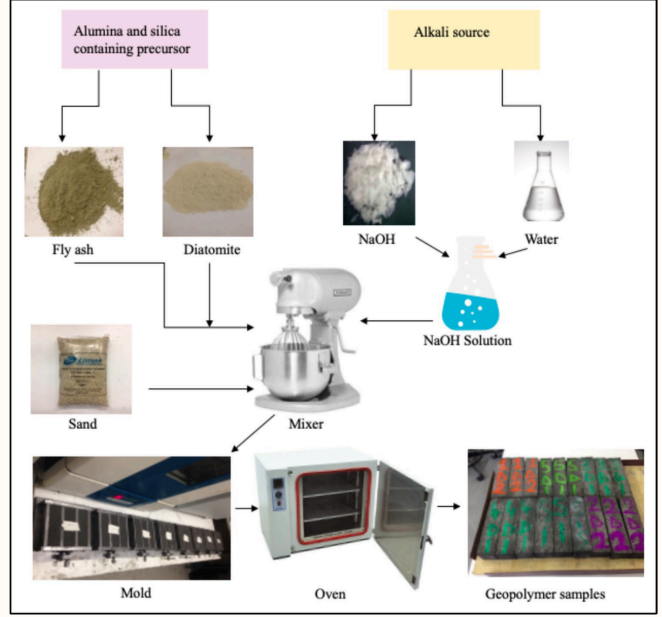 Alumina and silica
containing precursor
Alkali source
Fly ash
Diatomite
NaOH
Water
NaOH Solution
Sand
Mixer
Mold
Oven
Geopolymer samples